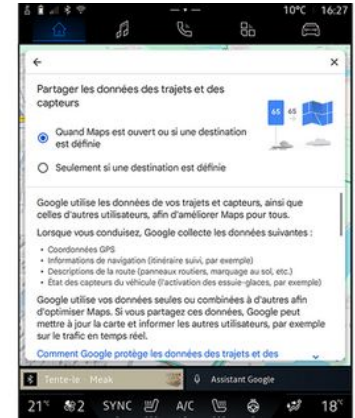 10°C 16:27
Partager les données des trajets et des
capteurs
Quand Maps est ouvert ou si une destination
est définie
Seulement si une destination est définie
65 65
Google utilise les données de vos trajets et capteurs, ainsi que
celles d'autres utilisateurs, afin d'améliorer Maps pour tous.
Lorsque vous conduisez, Google collecte les données suivantes :
• Coordonnées GPS
• Informations de navigation (itinéraire suivi, par exemple)
• Descriptions de la route (panneaux routiers, marquage au sol, etc.)
• État des capteurs du véhicule (l'activation des essuie-glaces, par exemple)
Google utilise vos données seules ou combinées à d'autres afin
d'optimiser Maps. Si vous partagez ces données, Google peut
mettre à jour la carte et informer les autres utilisateurs, par exemple
sur le trafic en temps réel.
Comment Google protège les données des trajets et des
Tente-le · Meak Assistant Google
21° 2 SYNC A/C 18°